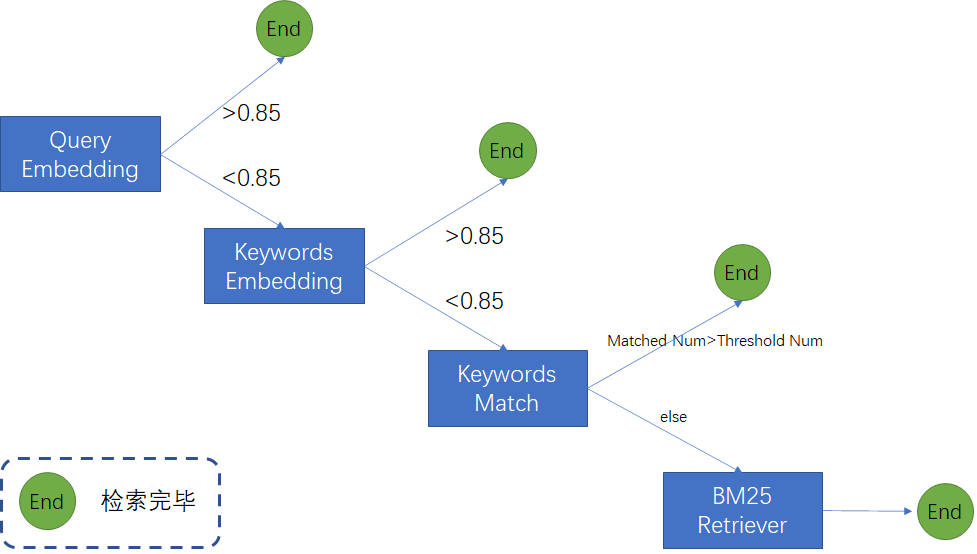 End
>0.85
Query
Embedding
<0.85
End
Keywords
Embedding
>0.85
<0.85
End
Matched Num>Threshold Num
Keywords
Match
else
BM25
Retriever
End
End 检索完毕